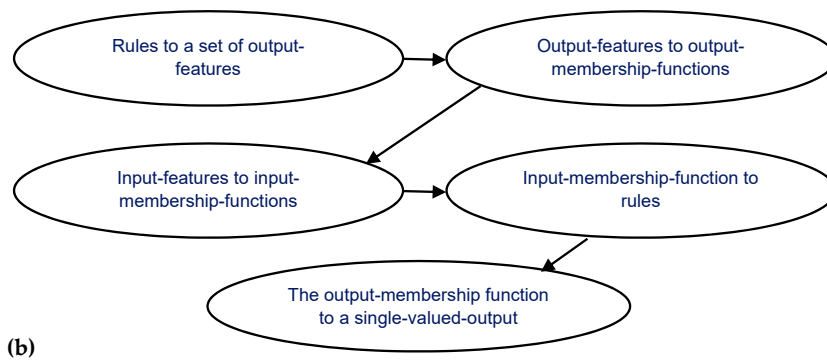 Rules to a set of output-
features
Output-features to output-
membership-functions
Input-features to input-
membership-functions
Input-membership-function to
rules
The output-membership function
to a single-valued-output
(b)